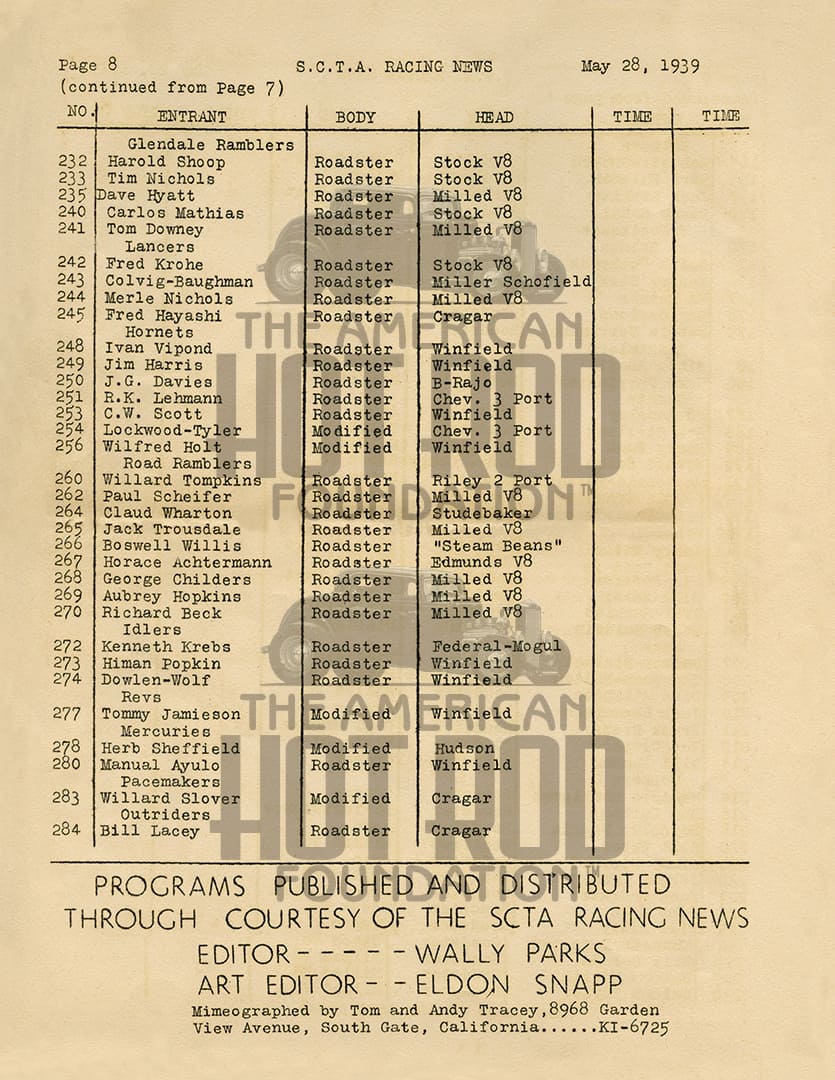 Page 8 S.C.T.A. RACING NEWS May 28, 1939
(continued from Page 7)
NO. ENTRANT BODY HEAD TIME TIME
Glendale Ramblers
232 Harold Shoop Roadster Stock V8
233 Tim Nichols Roadster Stock V8
235 Dave Hyatt Roadster Milled V8
240 Carlos Mathias Roadster Stock V8
241 Tom Downey Roadster Milled V8
Lancers
242 Fred Krohe Roadster Stock V8
243 Colvig-Baughman Roadster Miller Schofield
244 Merle Nichols Roadster Milled V8
245 Fred Hayashi Roadster Cragar
Hornets
248 Ivan Vipond Roadster Winfield
249 Jim Harris Roadster Winfield
250 J.G. Davies Roadster B-Rajo
251 R.K. Lehmann Roadster Chev. 3 Port
253 C.W. Scott Roadster Winfield
254 Lockwood-Tyler Modified Chev. 3 Port
256 Wilfred Holt Modified Winfield
Road Ramblers
260 Willard Tompkins Roadster Riley 2 Port
262 Paul Scheifer Roadster Milled V8
264 Claud Wharton Roadster Studebaker
265 Jack Trousdale Roadster Milled V8
266 Boswell Willis Roadster "Steam Beans"
267 Horace Achtermann Roadster Edmunds V8
268 George Childers Roadster Milled V8
269 Aubrey Hopkins Roadster Milled V8
270 Richard Beck Roadster Milled V8
Idlers
272 Kenneth Krebs Roadster Federal-Mogul
273 Himan Popkin Roadster Winfield
274 Dowlen-Wolf Roadster Winfield
Revs
277 Tommy Jamieson Modified Winfield
Mercuries
278 Herb Sheffield Modified Hudson
280 Manual Ayulo Roadster Winfield
Pacemakers
283 Willard Slover Modified Cragar
Outriders
284 Bill Lacey Roadster Cragar
PROGRAMS PUBLISHED AND DISTRIBUTED
THROUGH COURTESY OF THE SCTA RACING NEWS
EDITOR-----WALLY PARKS
ART EDITOR--ELDON SNAPP
Mimeographed by Tom and Andy Tracey,8968 Garden
View Avenue, South Gate, California......KI-6725
THE AMERICAN
HOT ROD
FOUNDATION™
THE AMERICAN
HOT ROD
FOUNDATION™